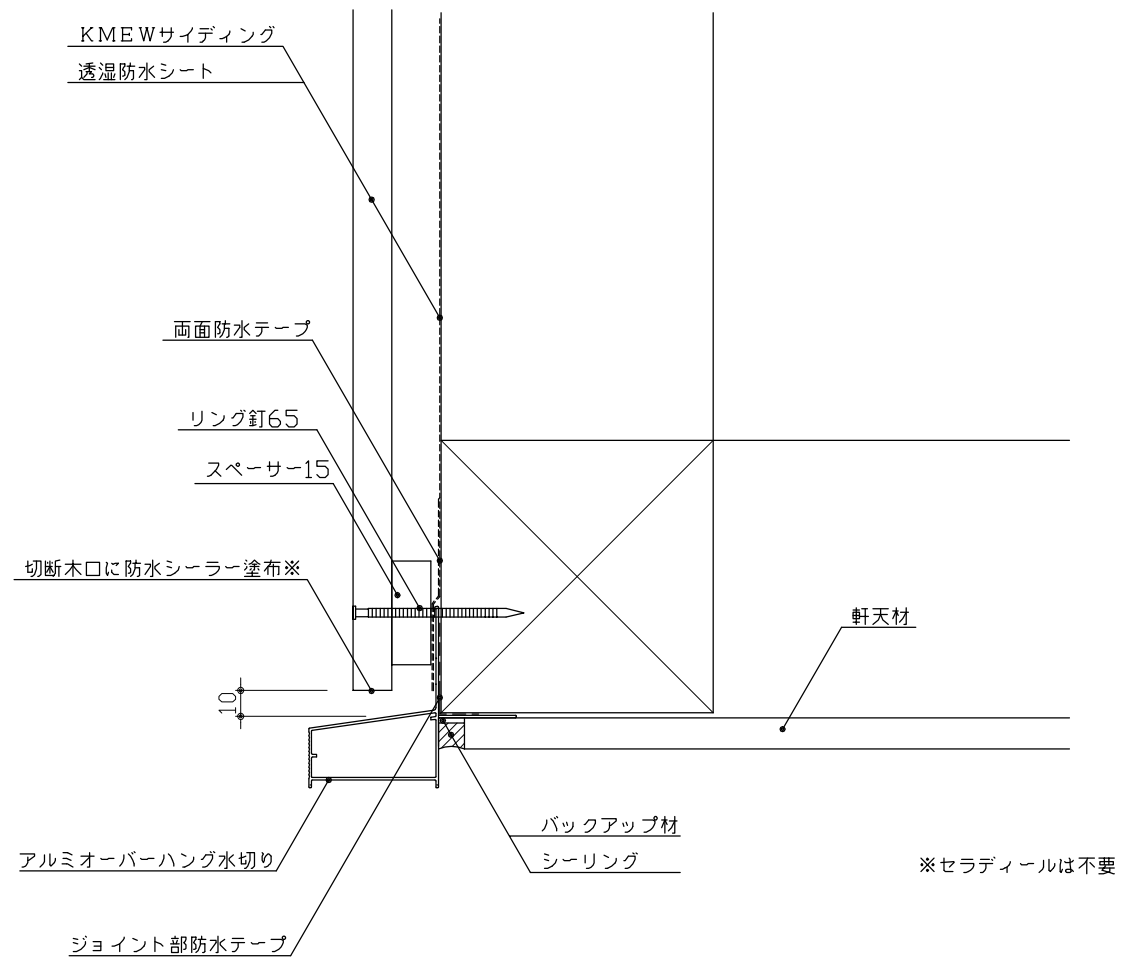 KMEWサイディング
透湿防水シート
両面防水テープ
リング釘65
スペーサー15
切断木口に防水シーラー塗布※
軒天材
10
バックアップ材
シーリング
アルミオーバーハング水切り
※セラディールは不要
ジョイント部防水テープ